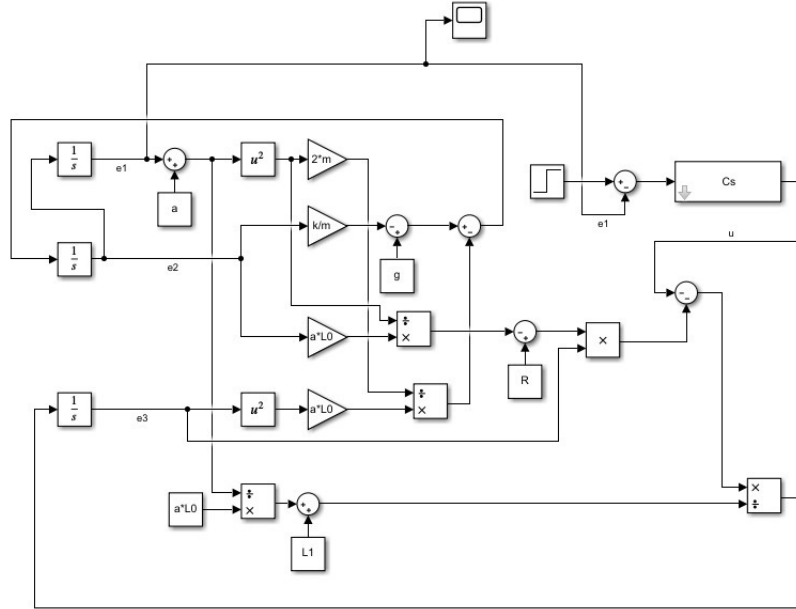 1
s
e1
+
+
a
u²
2*m
Cs
+
−
e1
u
1
s
e2
k/m
−
+
g
+
−
−
−
a*L0
÷
×
−
+
R
×
1
s
e3
u²
a*L0
÷
×
a*L0
÷
×
+
+
L1
×
÷